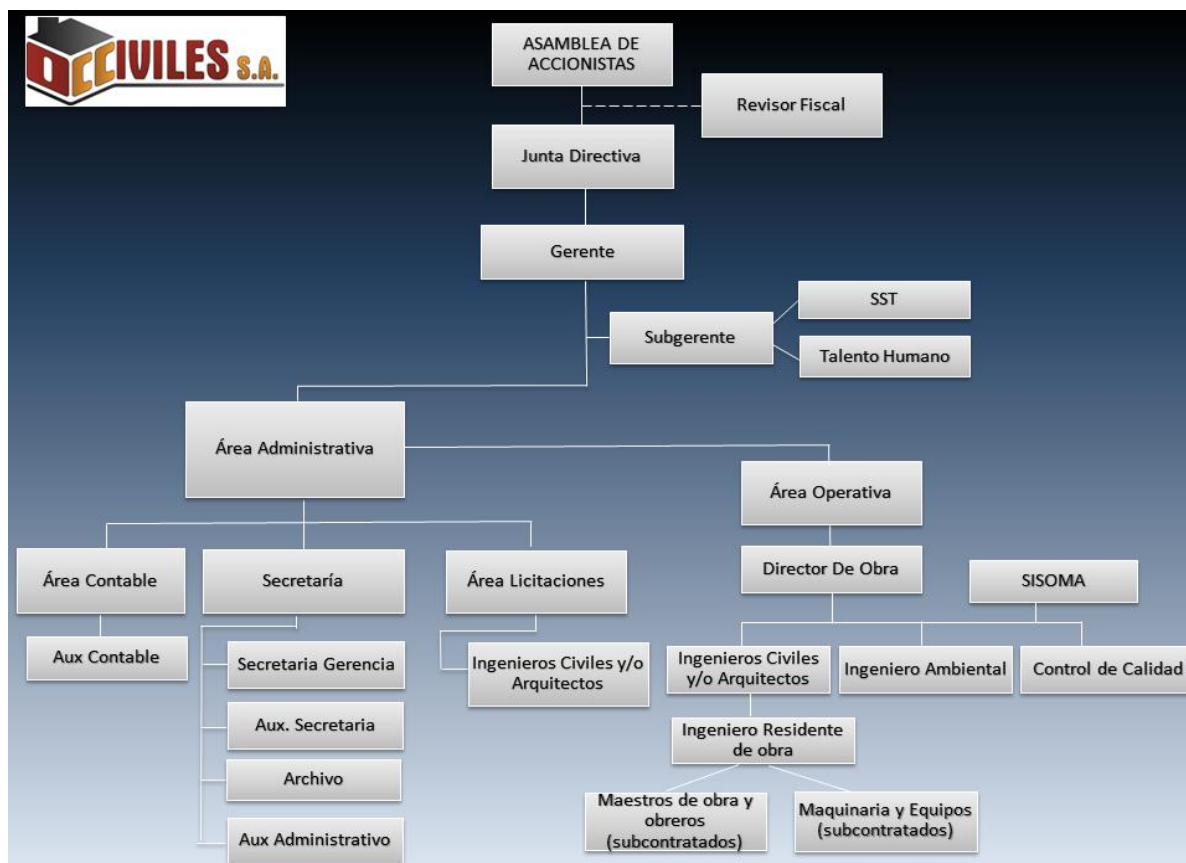 OCCIVILES S.A.
ASAMBLEA DE
ACCIONISTAS
Revisor Fiscal
Junta Directiva
Gerente
SST
Subgerente
Talento Humano
Área Administrativa
Área Operativa
Área Contable
Secretaría
Área Licitaciones
Director De Obra
SISOMA
Aux Contable
Secretaria Gerencia
Aux. Secretaria
Archivo
Aux Administrativo
Ingenieros Civiles y/o
Arquitectos
Ingenieros Civiles
y/o Arquitectos
Ingeniero Ambiental
Control de Calidad
Ingeniero Residente
de obra
Maestros de obra y
obreros
(subcontratados)
Maquinaria y Equipos
(subcontratados)